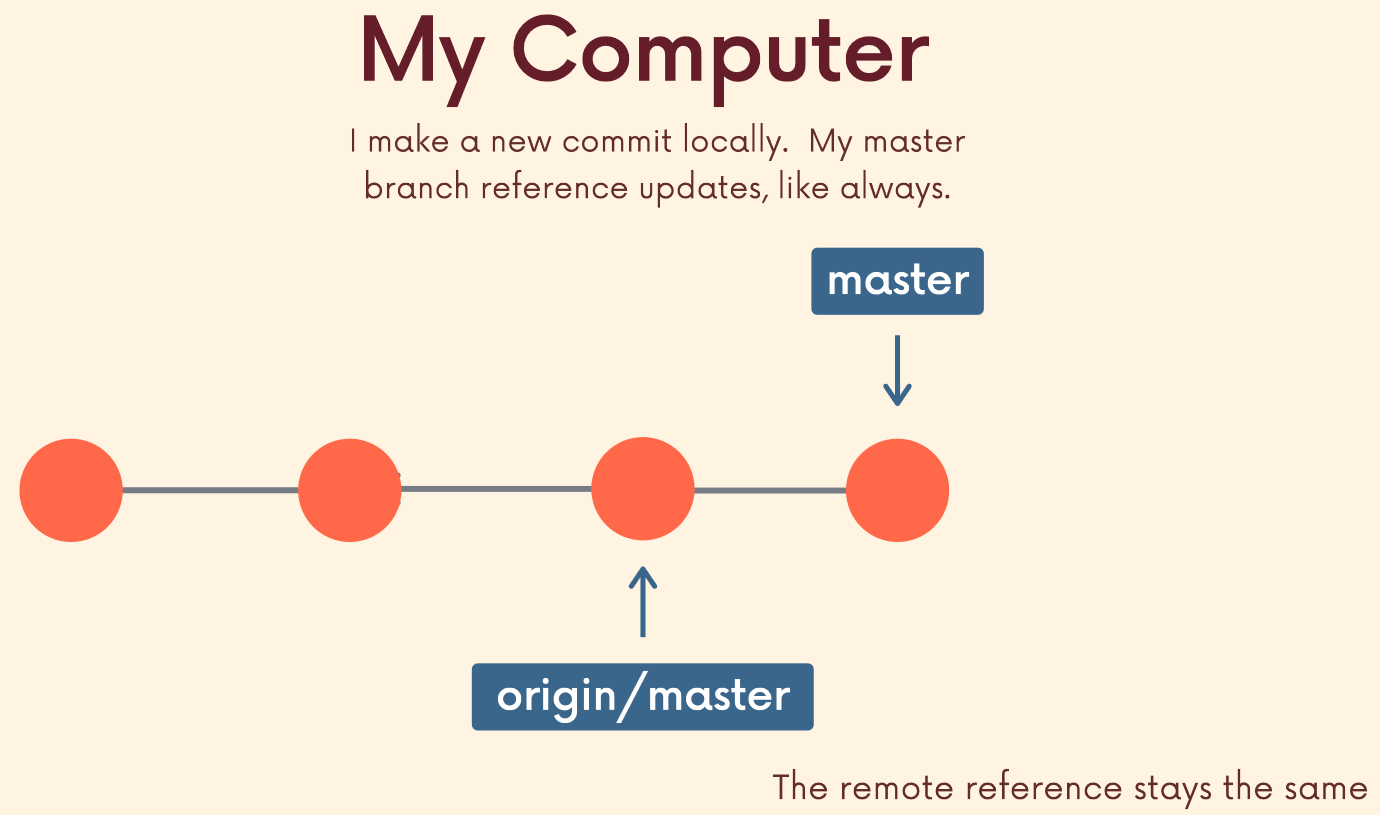 My Computer
I make a new commit locally.  My master
branch reference updates, like always.
master
origin/master
The remote reference stays the same